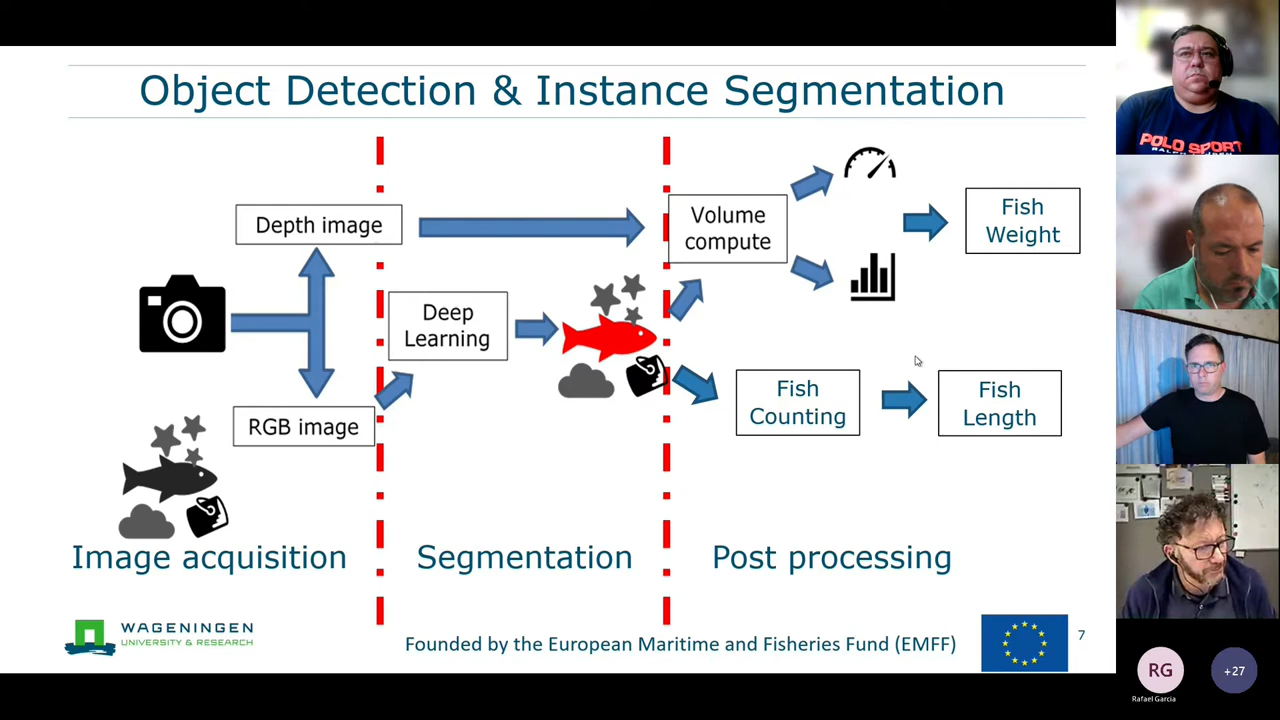 Object Detection & Instance Segmentation
Depth image
RGB image
Deep
Learning
Volume
compute
Fish
Weight
Fish
Counting
Fish
Length
Image acquisition
Segmentation
Post processing
WAGENINGEN
UNIVERSITY & RESEARCH
Founded by the European Maritime and Fisheries Fund (EMFF)
7
POLO SPORT
RG
+27
Rafael Garcia